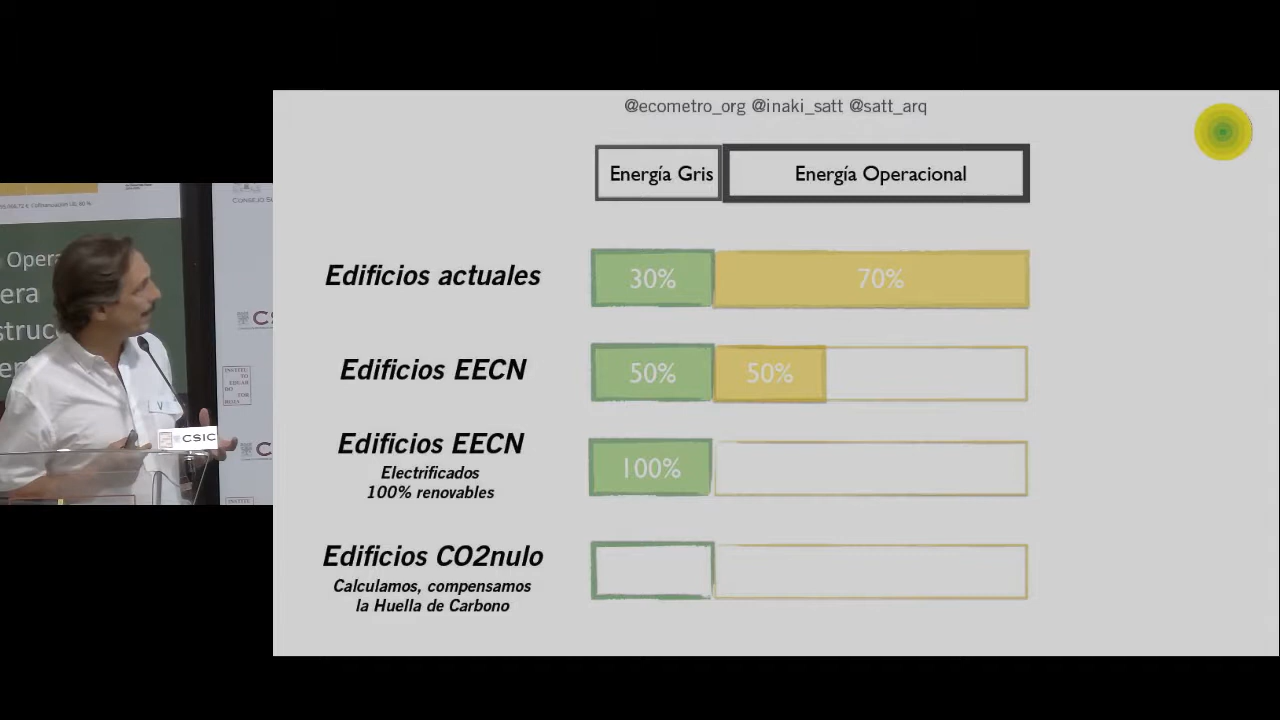 @ecometro_org @inaki_satt @satt_arq
Energía Gris
Energía Operacional
Edificios actuales
30%
70%
Edificios EECN
50%
50%
Edificios EECN
Electrificados
100% renovables
100%
Edificios CO2nulo
Calculamos, compensamos
la Huella de Carbono
CSIC